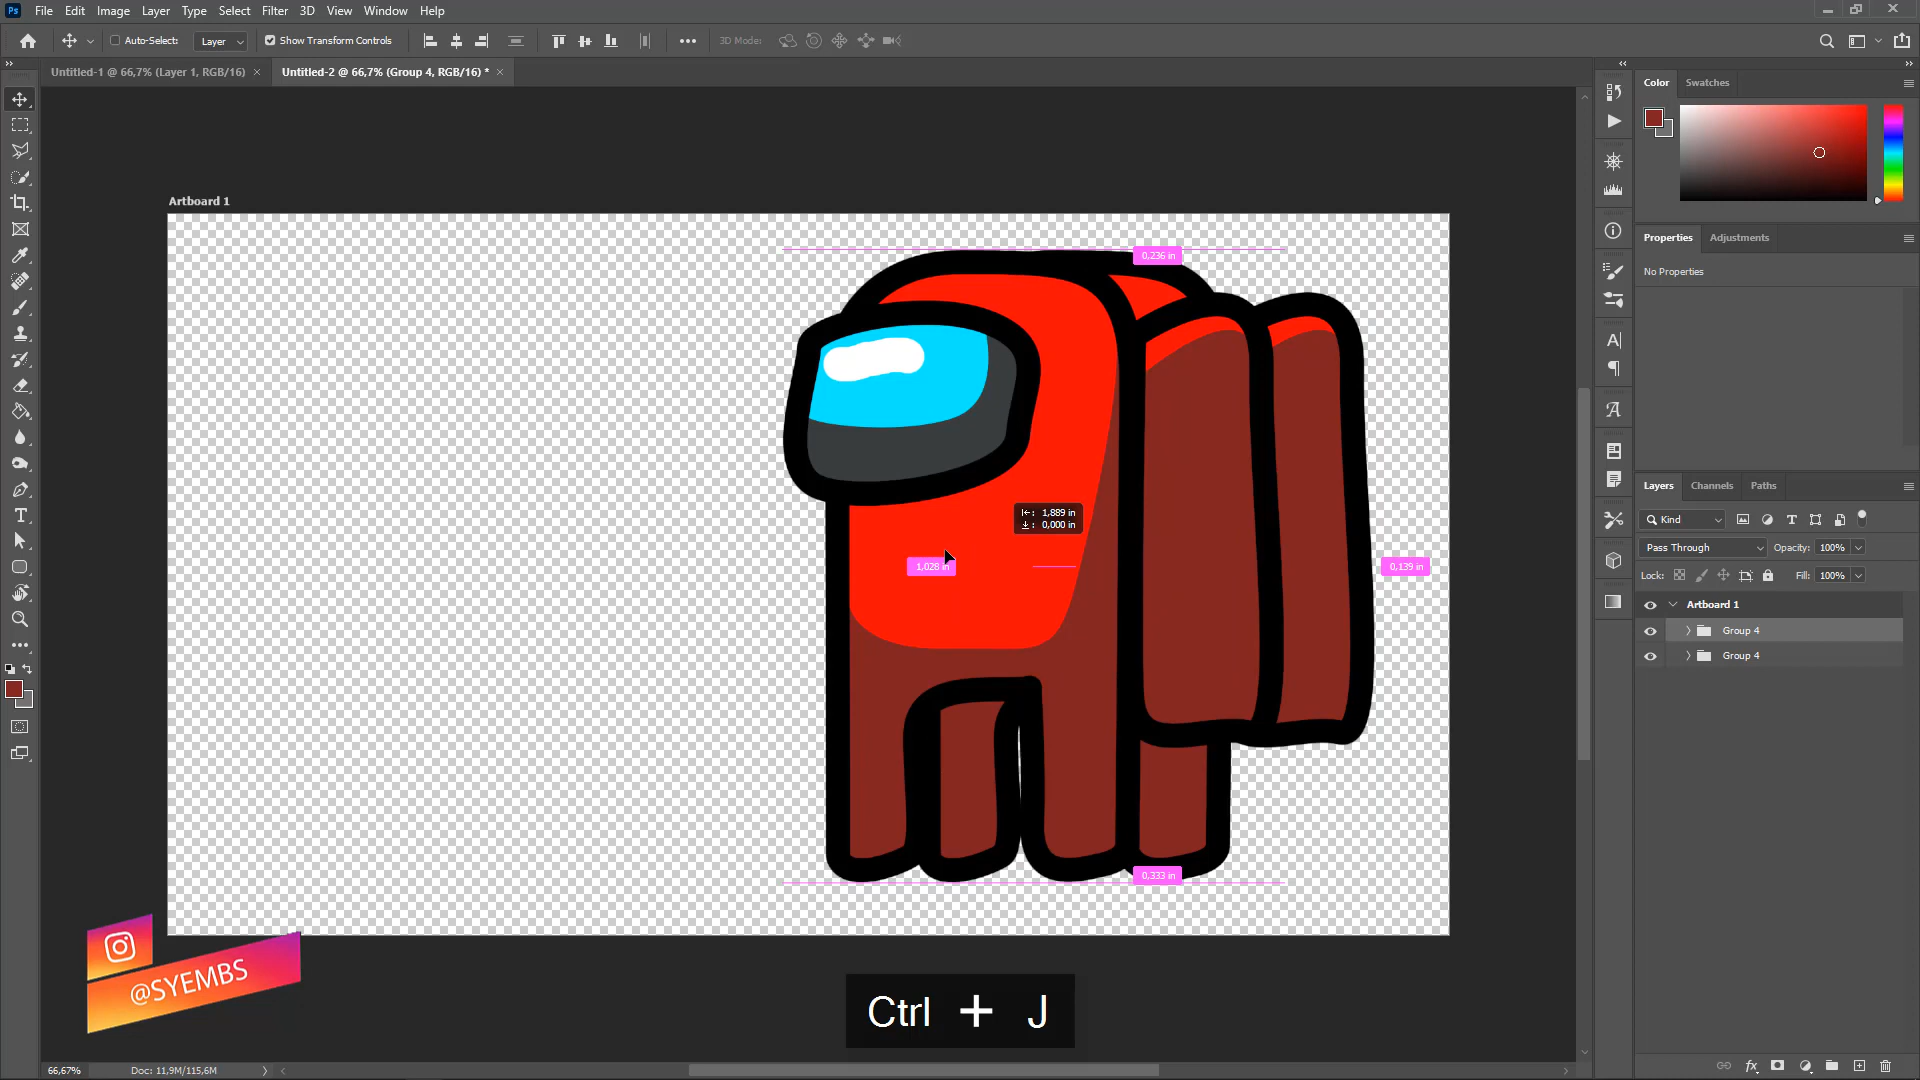 Ps File Edit Image Layer Type Select Filter 3D View Window Help
Auto-Select: Layer Show Transform Controls 3D Mode:
Untitled-1 @ 66,7% (Layer 1, RGB/16) × Untitled-2 @ 66,7% (Group 4, RGB/16) * ×
Color Swatches
Artboard 1
Properties Adjustments
No Properties
0,236 in
1,889 in
0,000 in
1,028 in
0,139 in
0,333 in
Layers Channels Paths
Kind
Pass Through Opacity: 100%
Lock: Fill: 100%
Artboard 1
Group 4
Group 4
@SYEMBS
Ctrl + J
66,67% Doc: 11,9M/115,6M